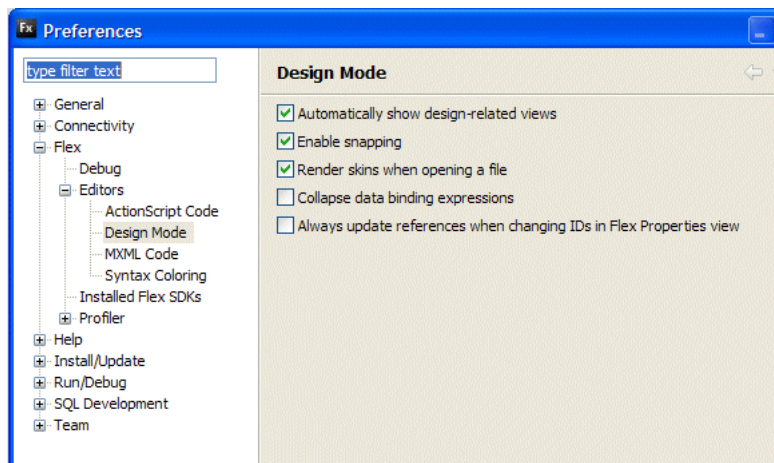 Fx Preferences
type filter text
General
Connectivity
Flex
Debug
Editors
ActionScript Code
Design Mode
MXML Code
Syntax Coloring
Installed Flex SDKs
Profiler
Help
Install/Update
Run/Debug
SQL Development
Team
Design Mode
Automatically show design-related views
Enable snapping
Render skins when opening a file
Collapse data binding expressions
Always update references when changing IDs in Flex Properties view